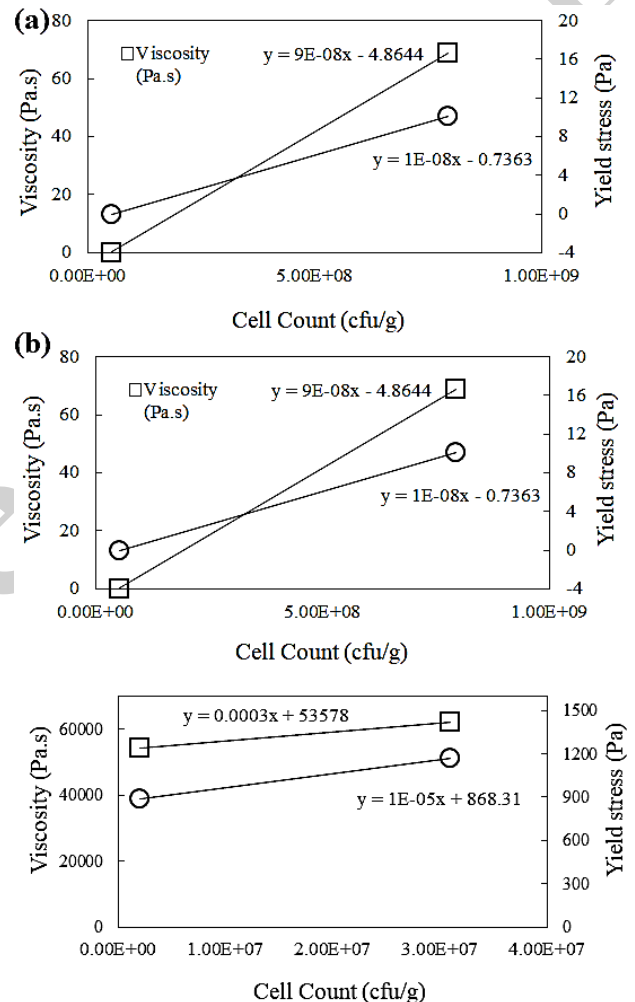 (a)
80
60
40
20
0
Viscosity (Pa.s)
□Viscosity
(Pa.s)
y = 9E-08x - 4.8644
y = 1E-08x - 0.7363
20
16
12
8
4
0
-4
Yield stress (Pa)
0.00E+00 5.00E+08 1.00E+09
Cell Count (cfu/g)
(b)
80
60
40
20
0
Viscosity (Pa.s)
□Viscosity
(Pa.s)
y = 9E-08x - 4.8644
y = 1E-08x - 0.7363
20
16
12
8
4
0
-4
Yield stress (Pa)
0.00E+00 5.00E+08 1.00E+09
Cell Count (cfu/g)
60000
40000
20000
0
Viscosity (Pa.s)
y = 0.0003x + 53578
y = 1E-05x + 868.31
1500
1200
900
600
300
0
Yield stress (Pa)
0.00E+00 1.00E+07 2.00E+07 3.00E+07 4.00E+07
Cell Count (cfu/g)